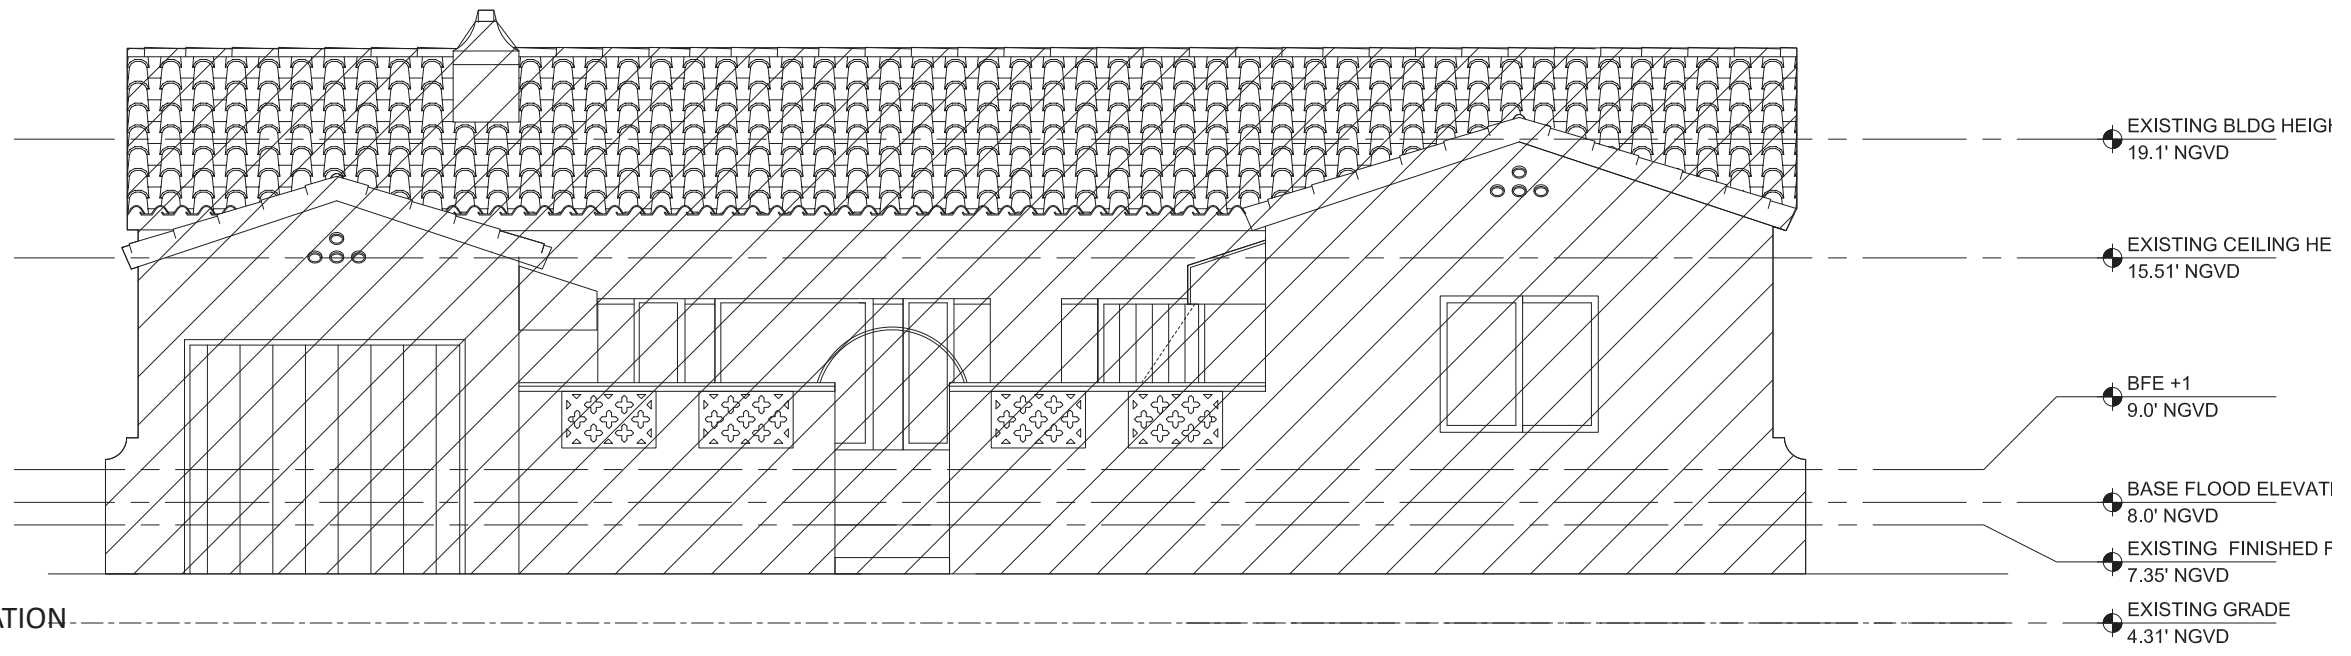 EXISTING BLDG HEIGH
19.1' NGVD
EXISTING CEILING HE
15.51' NGVD
BFE +1
9.0' NGVD
BASE FLOOD ELEVATI
8.0' NGVD
EXISTING FINISHED F
7.35' NGVD
EXISTING GRADE
4.31' NGVD
ATION